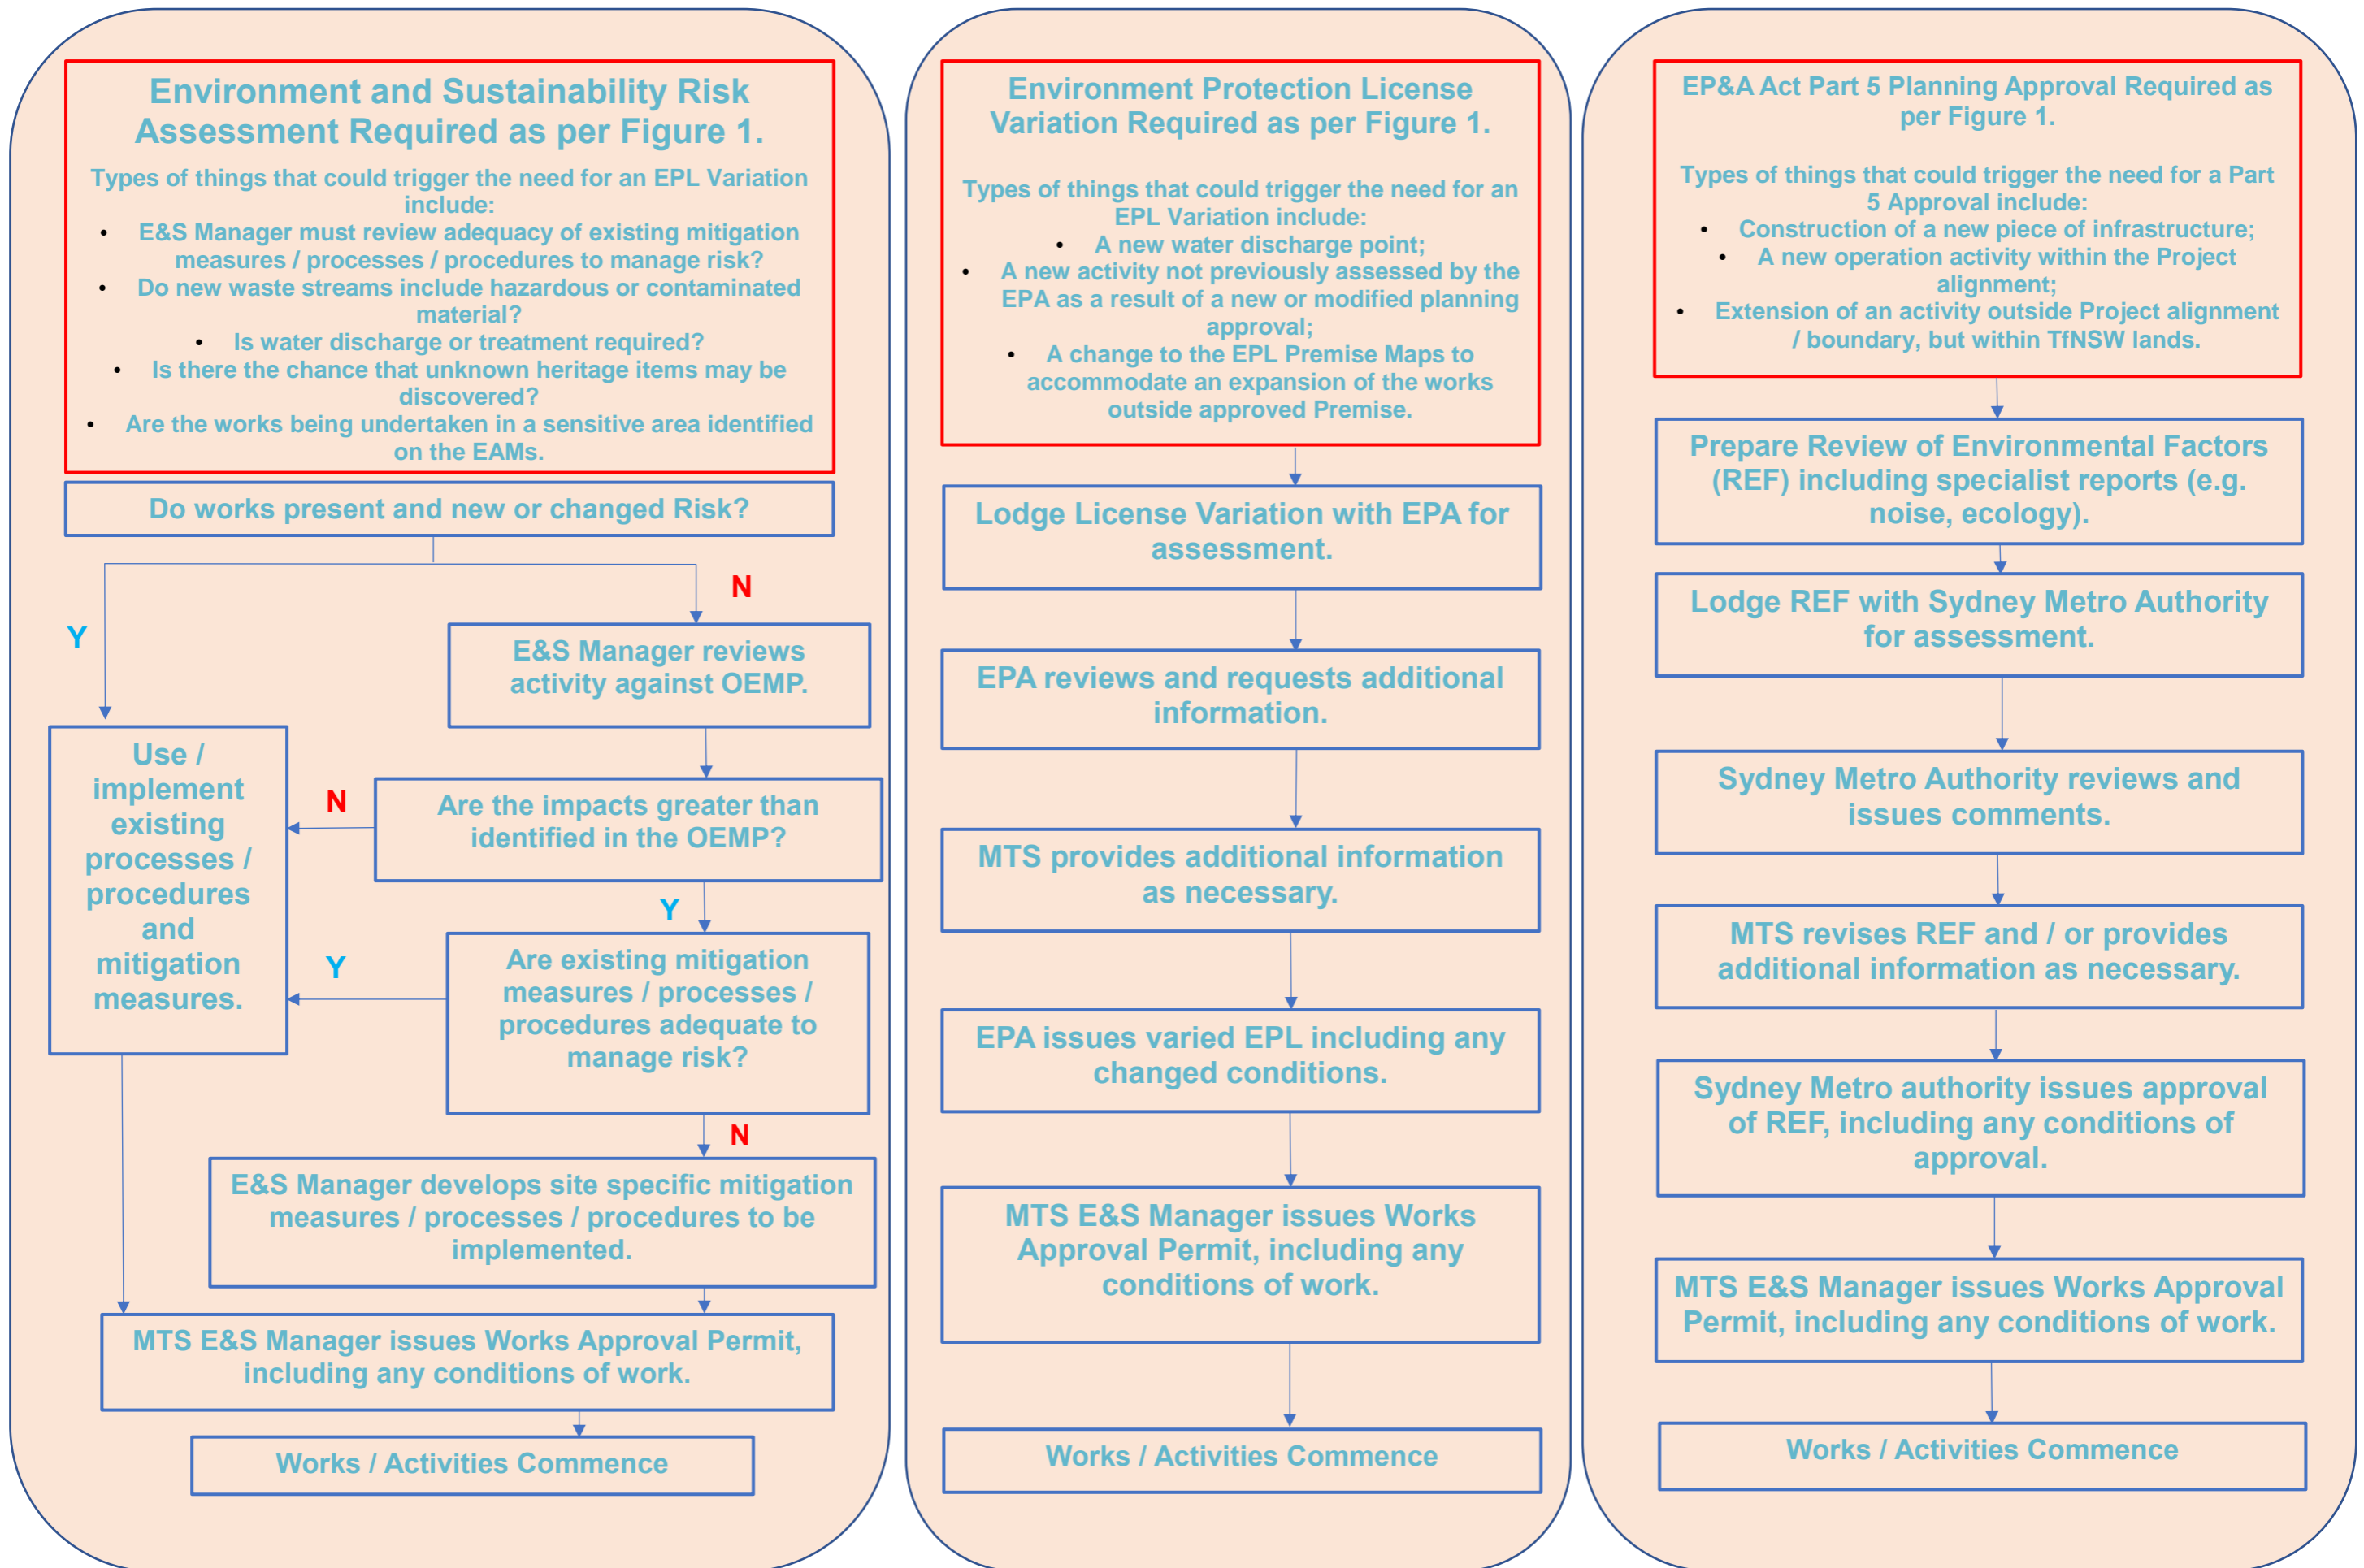 Environment and Sustainability Risk
Assessment Required as per Figure 1.
Types of things that could trigger the need for an EPL Variation
include:
• E&S Manager must review adequacy of existing mitigation
measures / processes / procedures to manage risk?
• Do new waste streams include hazardous or contaminated
material?
• Is water discharge or treatment required?
• Is there the chance that unknown heritage items may be
discovered?
• Are the works being undertaken in a sensitive area identified
on the EAMs.
Do works present and new or changed Risk?
Y
N
E&S Manager reviews
activity against OEMP.
Use /
implement
existing
processes /
procedures
and
mitigation
measures.
N
Are the impacts greater than
identified in the OEMP?
Y
Y
Are existing mitigation
measures / processes /
procedures adequate to
manage risk?
N
E&S Manager develops site specific mitigation
measures / processes / procedures to be
implemented.
MTS E&S Manager issues Works Approval Permit,
including any conditions of work.
Works / Activities Commence
Environment Protection License
Variation Required as per Figure 1.
Types of things that could trigger the need for an
EPL Variation include:
• A new water discharge point;
• A new activity not previously assessed by the
EPA as a result of a new or modified planning
approval;
• A change to the EPL Premise Maps to
accommodate an expansion of the works
outside approved Premise.
Lodge License Variation with EPA for
assessment.
EPA reviews and requests additional
information.
MTS provides additional information
as necessary.
EPA issues varied EPL including any
changed conditions.
MTS E&S Manager issues Works
Approval Permit, including any
conditions of work.
Works / Activities Commence
EP&A Act Part 5 Planning Approval Required as
per Figure 1.
Types of things that could trigger the need for a Part
5 Approval include:
• Construction of a new piece of infrastructure;
• A new operation activity within the Project
alignment;
• Extension of an activity outside Project alignment
/ boundary, but within TfNSW lands.
Prepare Review of Environmental Factors
(REF) including specialist reports (e.g.
noise, ecology).
Lodge REF with Sydney Metro Authority
for assessment.
Sydney Metro Authority reviews and
issues comments.
MTS revises REF and / or provides
additional information as necessary.
Sydney Metro authority issues approval
of REF, including any conditions of
approval.
MTS E&S Manager issues Works Approval
Permit, including any conditions of work.
Works / Activities Commence